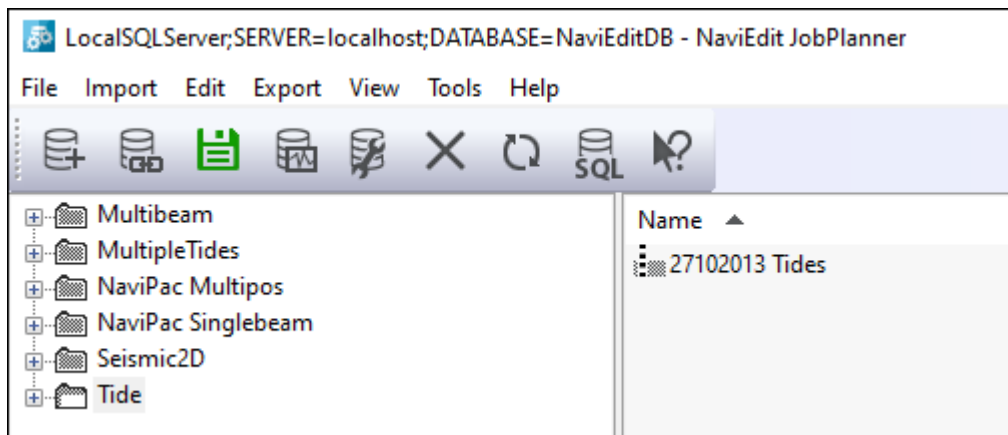 LocalSQLServer;SERVER=localhost;DATABASE=NaviEditDB - NaviEdit JobPlanner
File Import Edit Export View Tools Help
SQL
Multibeam
MultipleTides
NaviPac Multipos
NaviPac Singlebeam
Seismic2D
Tide
Name
27102013 Tides